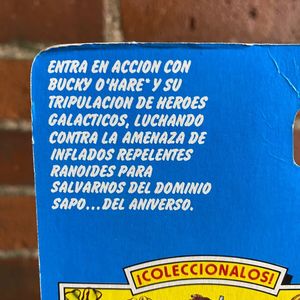 ENTRA EN ACCION CON
BUCKY O'HARE* Y SU
TRIPULACION DE HEROES
GALACTICOS, LUCHANDO
CONTRA LA AMENAZA DE
INFLADOS REPELENTES
RANOIDES PARA
SALVARNOS DEL DOMINIO
SAPO...DEL ANIVERSO.
¡COLECCIONALOS!